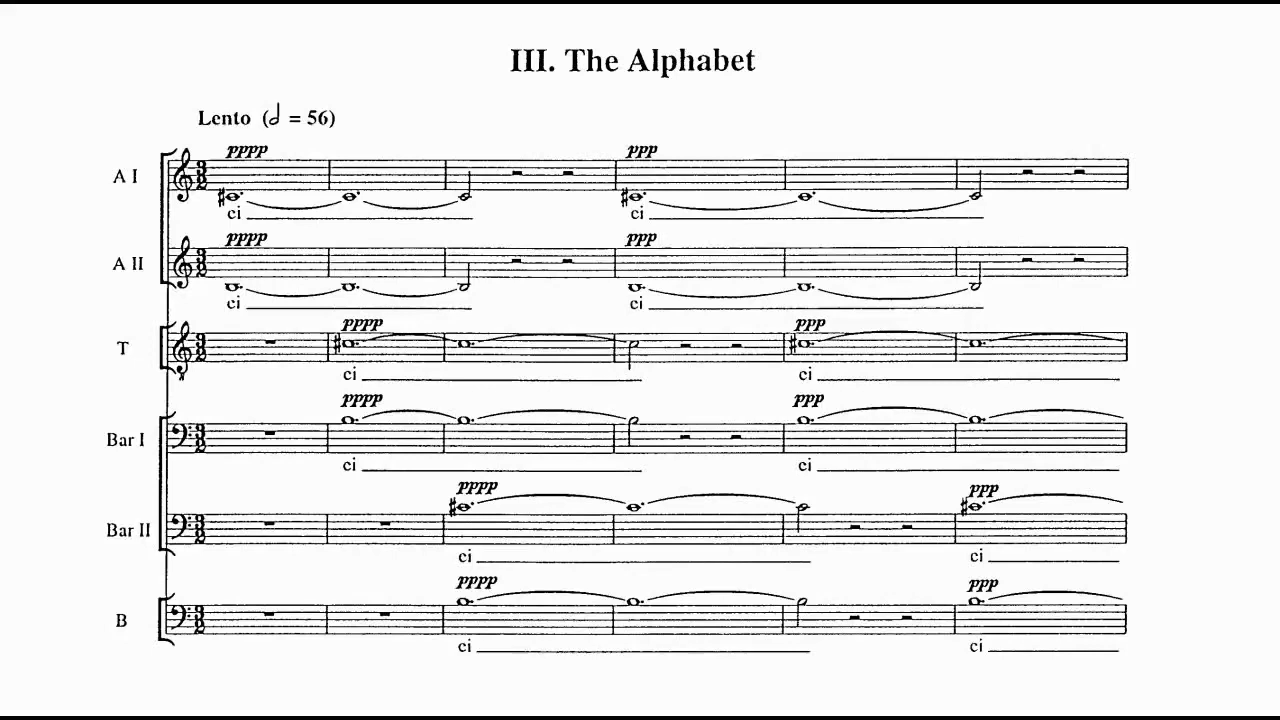 III. The Alphabet
Lento (𝅗𝅥 = 56)
pppp ppp
A I
ci ci
pppp ppp
A II
ci ci
pppp ppp
T
ci ci
pppp ppp
Bar I
ci ci
pppp ppp
Bar II
ci ci
pppp ppp
B
ci ci